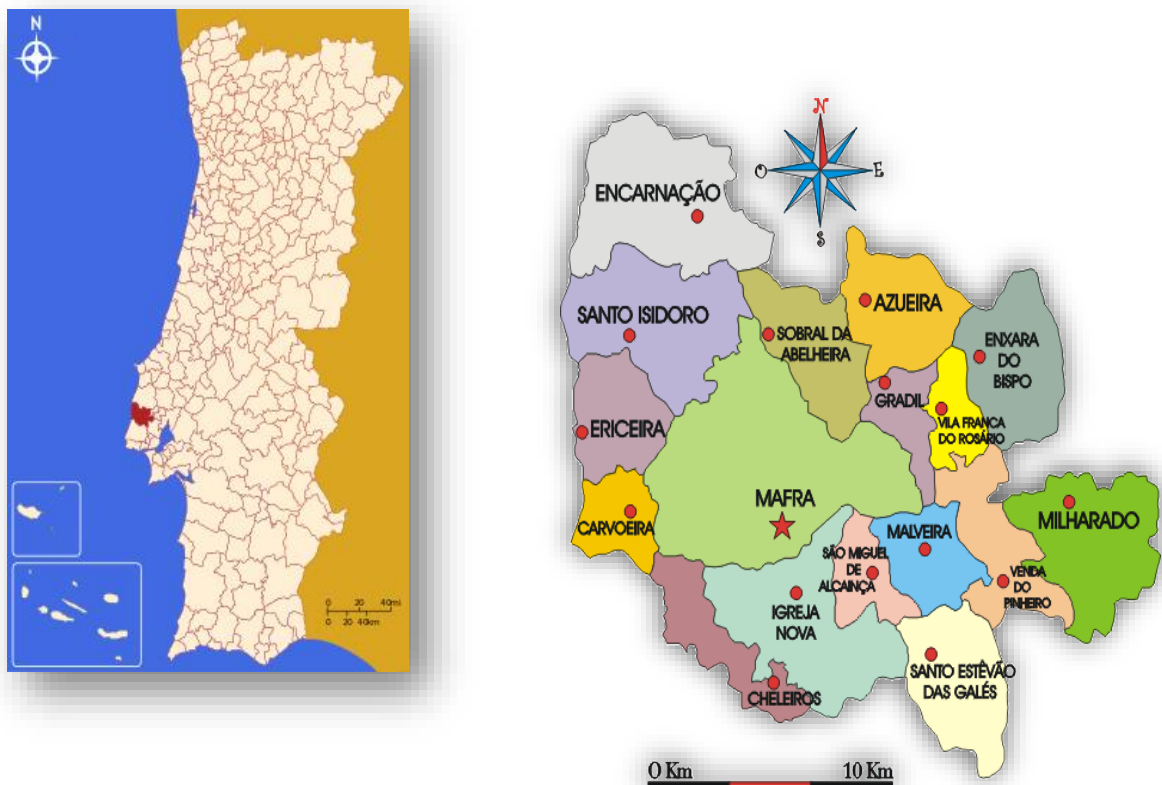 N
0 20 40mi
0 20 40km
N
O
E
S
ENCARNAÇÃO
AZUEIRA
SANTO ISIDORO
SOBRAL DA
ABELHEIRA
ENXARA
DO
BISPO
GRADIL
VILA FRANCA
DO ROSÁRIO
ERICEIRA
MAFRA
CARVOEIRA
MILHARADO
MALVEIRA
SÃO MIGUEL
DE
ALCAINÇA
VENDA
DO
PINHEIRO
IGREJA
NOVA
SANTO ESTÊVÃO
DAS GALÉS
CHELEIROS
0 Km 10 Km